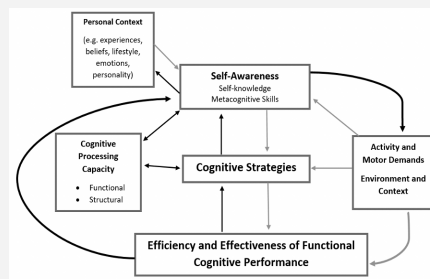 Personal Context
(e.g. experiences,
beliefs, lifestyle,
emotions,
personality)
Self-Awareness
Self-knowledge
Metacognitive Skills
Cognitive
Processing
Capacity
• Functional
• Structural
Cognitive Strategies
Activity and
Motor Demands
Environment and
Context
Efficiency and Effectiveness of Functional
Cognitive Performance